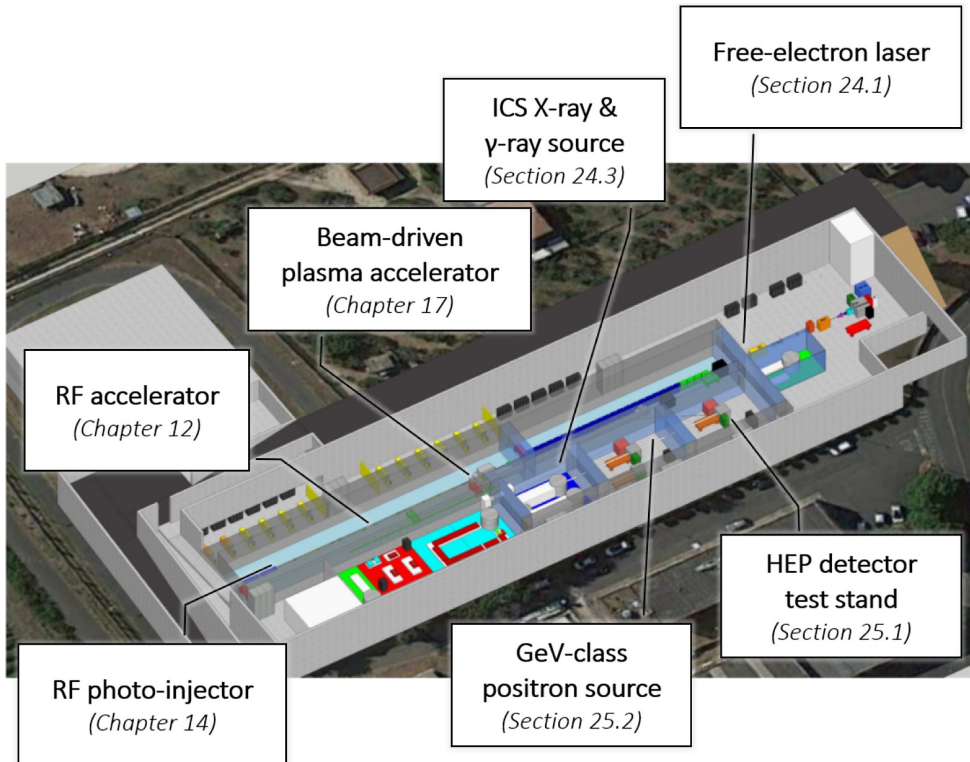 Free-electron laser
(Section 24.1)
ICS X-ray &
γ-ray source
(Section 24.3)
Beam-driven
plasma accelerator
(Chapter 17)
RF accelerator
(Chapter 12)
HEP detector
test stand
(Section 25.1)
GeV-class
positron source
(Section 25.2)
RF photo-injector
(Chapter 14)